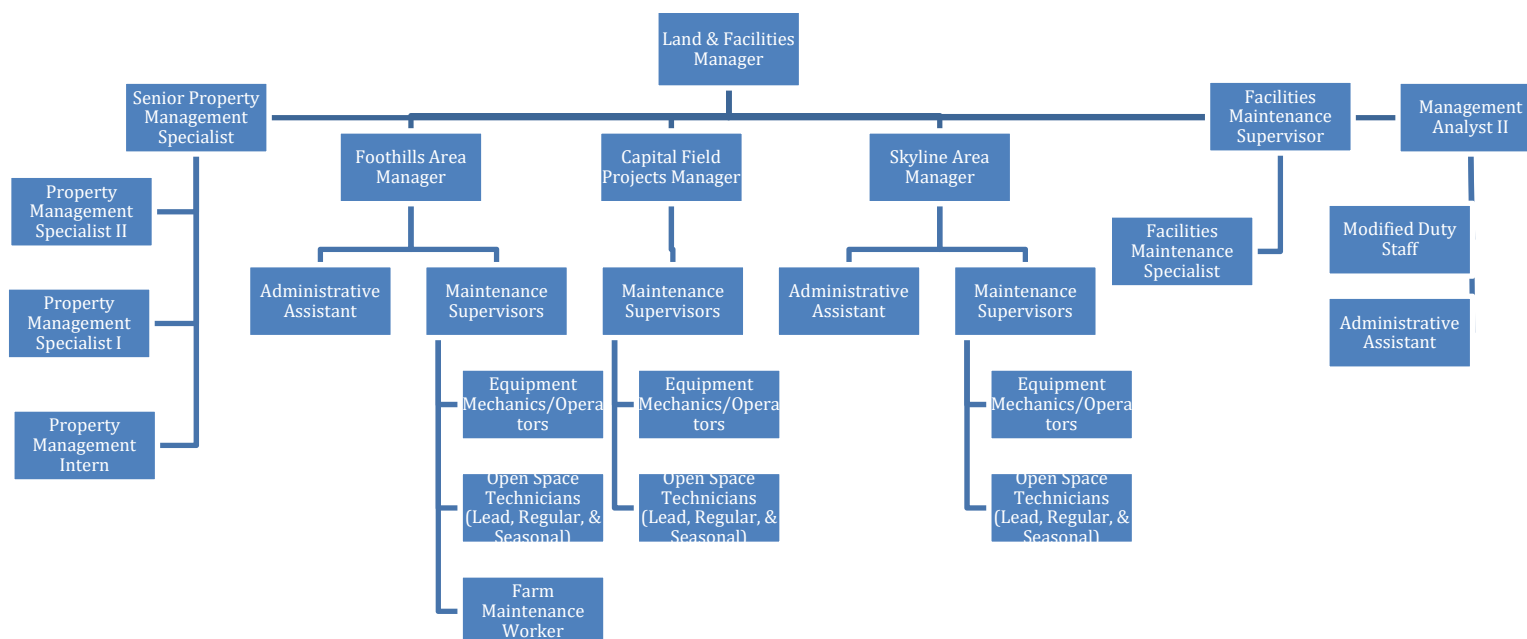 Land & Facilities
Manager
Senior Property
Management
Specialist
Facilities
Maintenance
Supervisor
Management
Analyst II
Foothills Area
Manager
Capital Field
Projects Manager
Skyline Area
Manager
Property
Management
Specialist II
Modified Duty
Staff
Facilities
Maintenance
Specialist
Administrative
Assistant
Maintenance
Supervisors
Maintenance
Supervisors
Administrative
Assistant
Maintenance
Supervisors
Property
Management
Specialist I
Administrative
Assistant
Equipment
Mechanics/Opera
tors
Equipment
Mechanics/Opera
tors
Equipment
Mechanics/Opera
tors
Property
Management
Intern
Open Space
Technicians
(Lead, Regular, &
Seasonal)
Open Space
Technicians
(Lead, Regular, &
Seasonal)
Open Space
Technicians
(Lead, Regular, &
Seasonal)
Farm
Maintenance
Worker